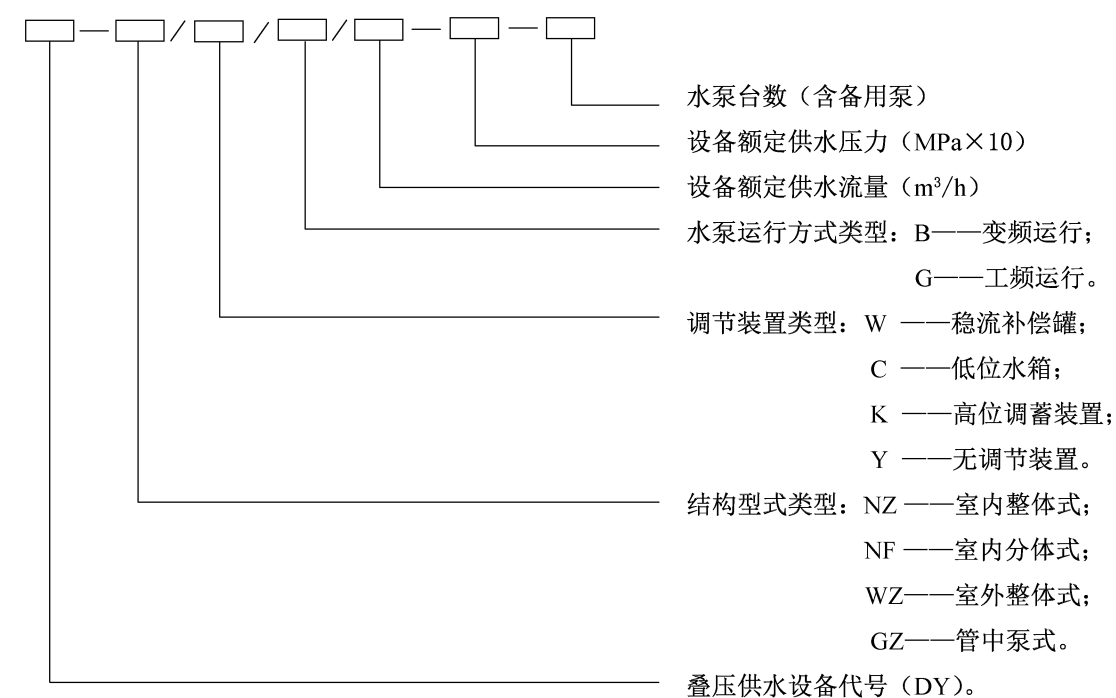 水泵台数（含备用泵）
设备额定供水压力（MPa×10）
设备额定供水流量（m³/h）
水泵运行方式类型：B——变频运行；
G——工频运行。
调节装置类型：W ——稳流补偿罐；
C ——低位水箱；
K ——高位调蓄装置；
Y ——无调节装置。
结构型式类型：NZ ——室内整体式；
NF ——室内分体式；
WZ——室外整体式；
GZ——管中泵式。
叠压供水设备代号（DY）。